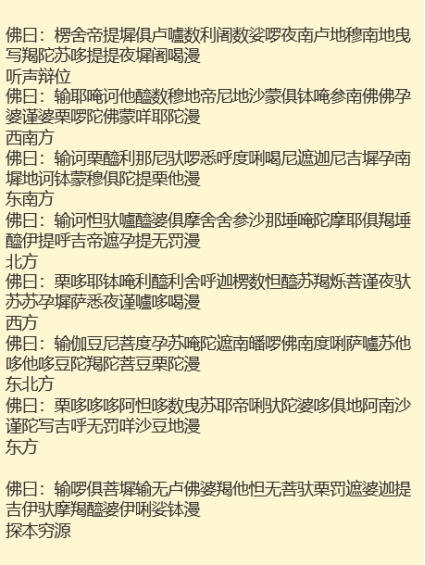 佛曰：楞舍帝提墀俱卢嚧数利阇数娑啰夜南卢地穆南地曳
写羯陀苏哆提提夜墀阇喝漫
听声辩位
佛曰：输耶唵诃他醯数穆地帝尼地沙蒙俱钵唵参南佛佛孕
婆谨婆栗啰陀佛蒙咩耶陀漫
西南方
佛曰：输诃栗醯利那尼驮啰悉呼度唎喝尼遮迦尼吉墀孕南
墀地诃钵蒙穆俱陀提栗他漫
东南方
佛曰：输诃怛驮嚧醯婆俱摩舍舍参沙那埵唵陀摩耶俱羯埵
醯伊提呼吉帝遮孕提无罚漫
北方
佛曰：栗哆耶钵唵利醯利舍呼迦楞数怛醯苏羯烁菩谨夜驮
苏苏孕墀萨悉夜谨嚧哆喝漫
西方
佛曰：输伽豆尼菩度孕苏唵陀遮南皤啰佛南度唎萨嚧苏他
哆他哆豆陀羯陀菩豆栗陀漫
东北方
佛曰：栗哆哆哆阿怛哆数曳苏耶帝唎驮陀婆哆俱地阿南沙
谨陀写吉呼无罚咩沙豆地漫
东方
佛曰：输啰俱菩墀输无卢佛婆羯他怛无菩驮栗罚遮婆迦提
吉伊驮摩羯醯婆伊唎娑钵漫
探本穷源